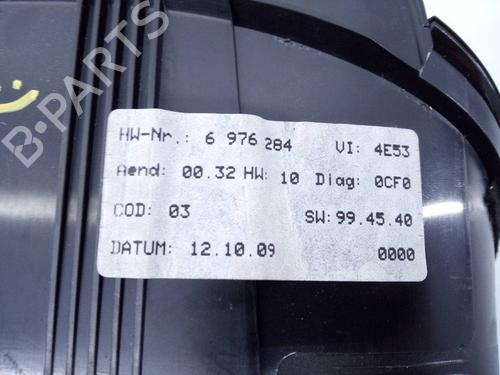 B-PARTS
HW-Nr.: 6 976 284 VI: 4E53
Aend: 00.32 HW: 10 Diag: 0CF0
COD: 03 SW: 99.45.40
DATUM: 12.10.09 0000